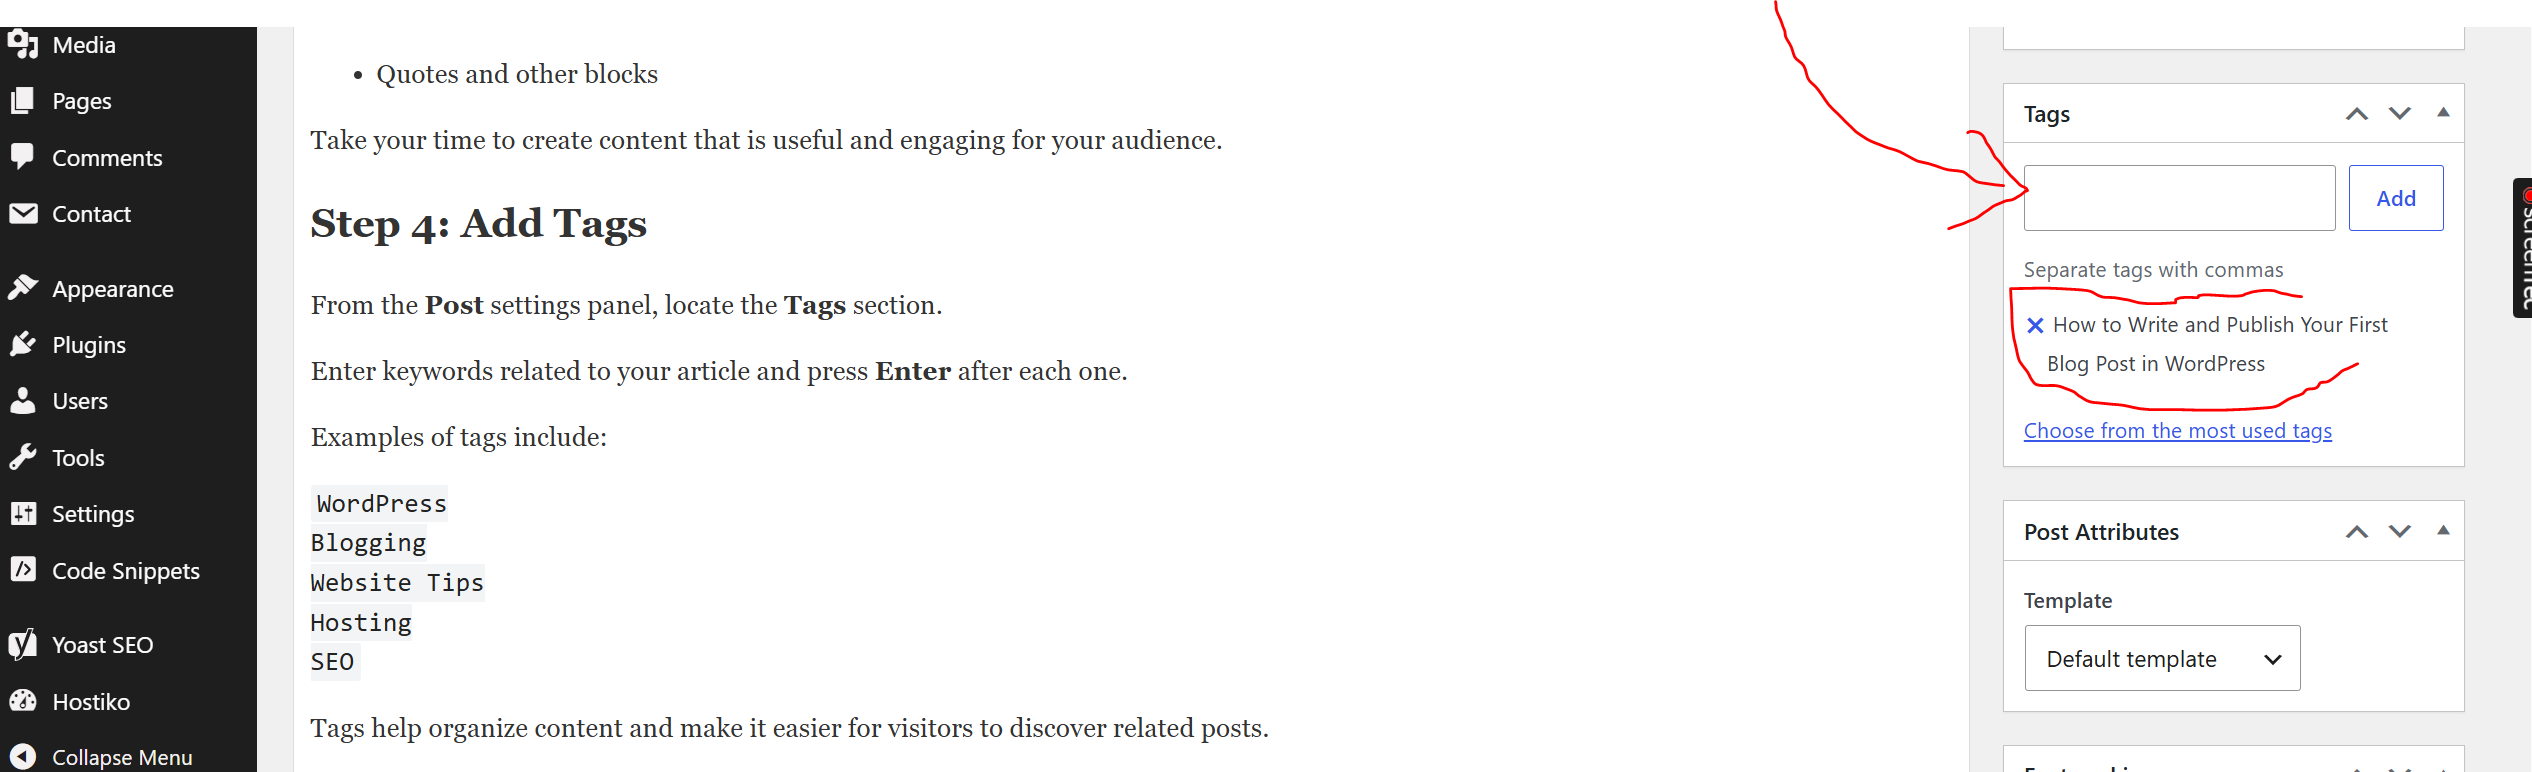 Media
Pages
Comments
Contact
Appearance
Plugins
Users
Tools
Settings
Code Snippets
Yoast SEO
Hostiko
Collapse Menu
• Quotes and other blocks
Take your time to create content that is useful and engaging for your audience.
Step 4: Add Tags
From the Post settings panel, locate the Tags section.
Enter keywords related to your article and press Enter after each one.
Examples of tags include:
WordPress
Blogging
Website Tips
Hosting
SEO
Tags help organize content and make it easier for visitors to discover related posts.
Tags
Add
Separate tags with commas
How to Write and Publish Your First
Blog Post in WordPress
Choose from the most used tags
Post Attributes
Template
Default template